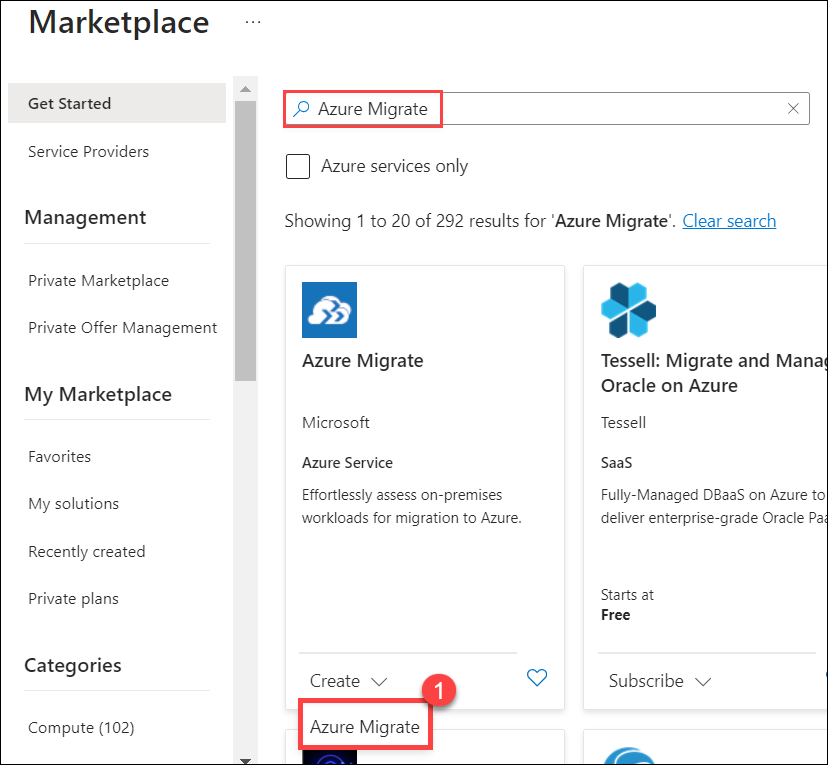 Marketplace ...
Get Started
Service Providers
Management
Private Marketplace
Private Offer Management
My Marketplace
Favorites
My solutions
Recently created
Private plans
Categories
Compute (102)
Azure Migrate
Azure services only
Showing 1 to 20 of 292 results for 'Azure Migrate'. Clear search
Azure Migrate
Microsoft
Azure Service
Effortlessly assess on-premises
workloads for migration to Azure.
Create
1
Azure Migrate
Tessell: Migrate and Manag
Oracle on Azure
Tessell
SaaS
Fully-Managed DBaaS on Azure to
deliver enterprise-grade Oracle Paa
Starts at
Free
Subscribe